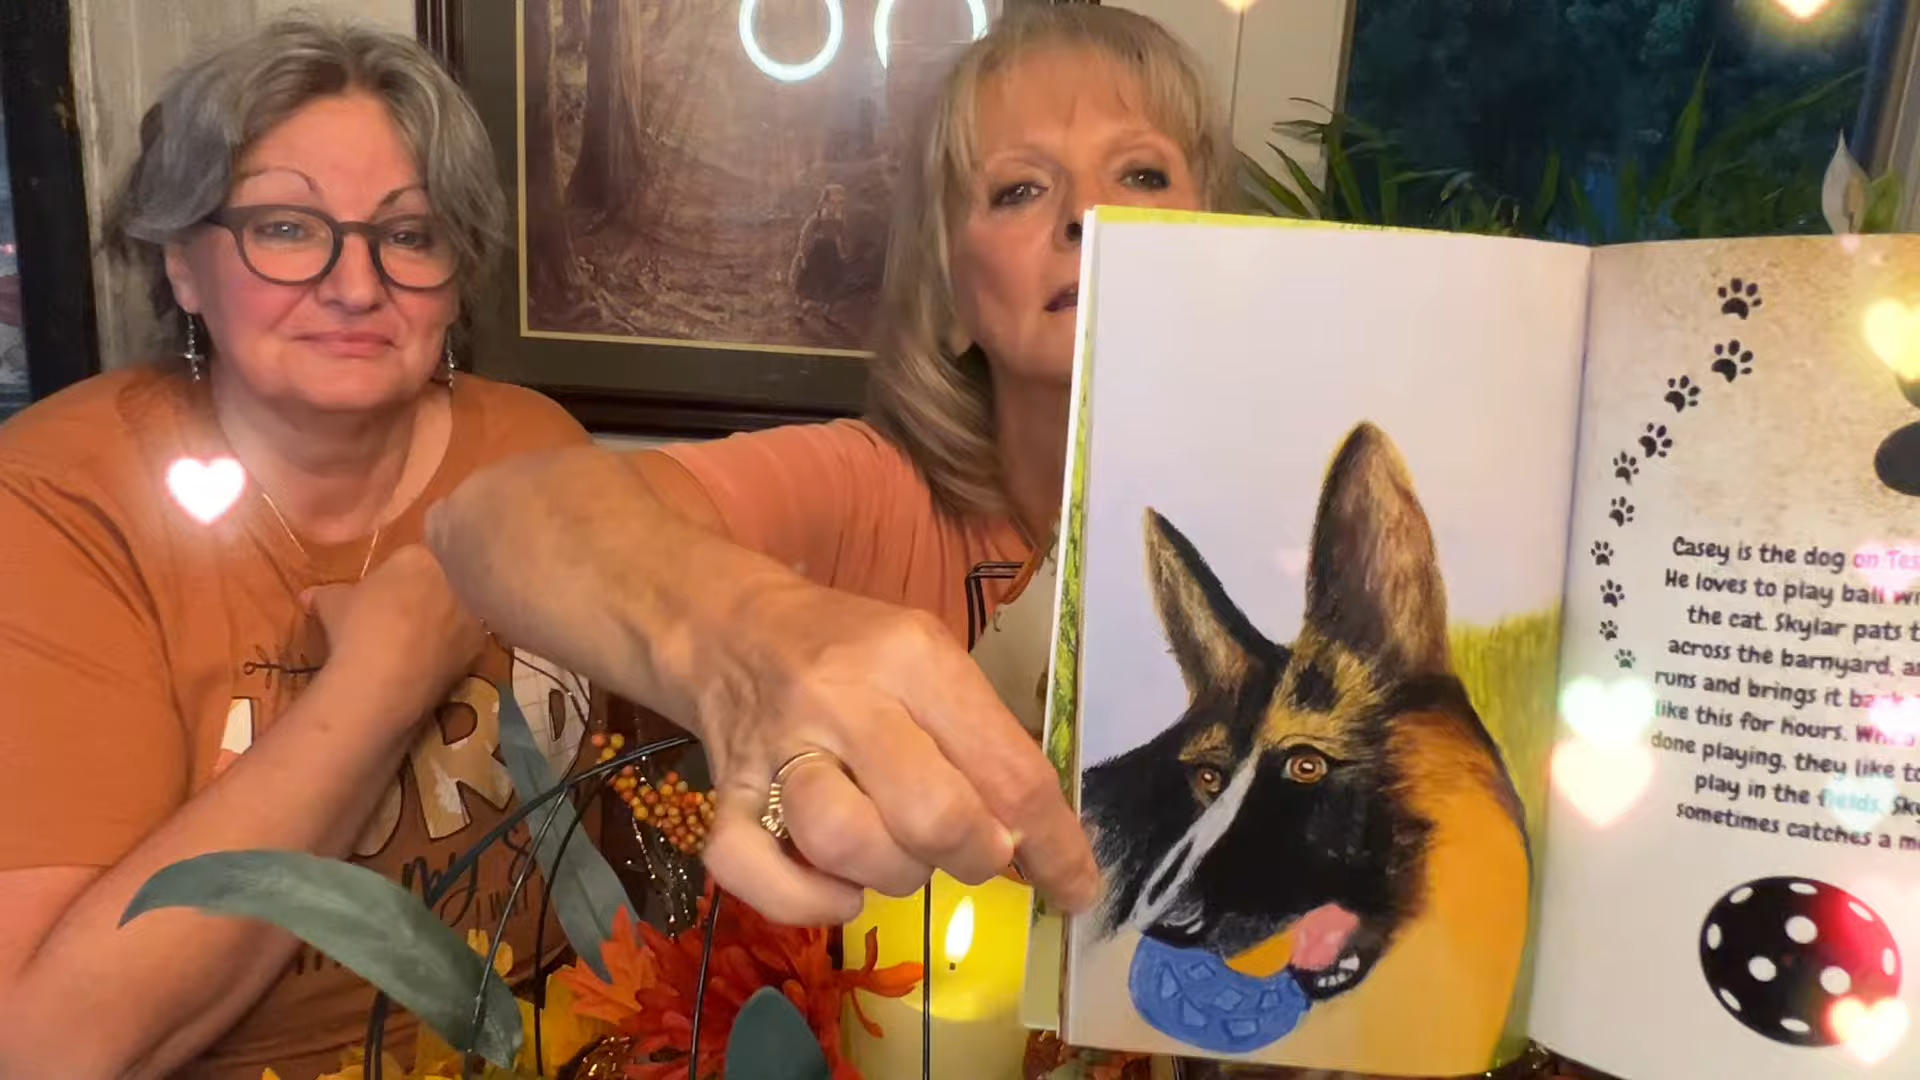 Casey is the dog on Tes
He loves to play ball wi
the cat. Skylar pats t
across the barnyard, a
runs and brings it ba
like this for hours. Wh
done playing, they like to
play in the fields. Sky
sometimes catches a m